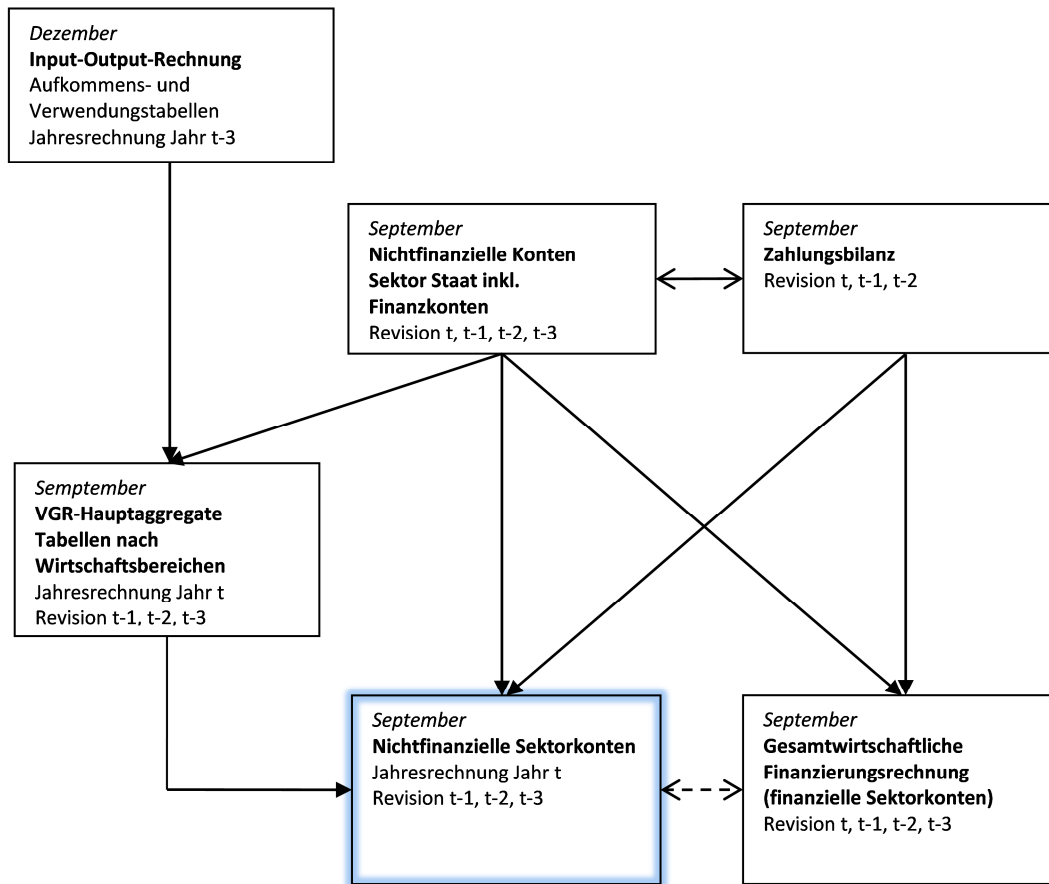 Dezember
Input-Output-Rechnung
Aufkommens- und
Verwendungstabellen
Jahresrechnung Jahr t-3
September
Nichtfinanzielle Konten
Sektor Staat inkl.
Finanzkonten
Revision t, t-1, t-2, t-3
September
Zahlungsbilanz
Revision t, t-1, t-2
Semptember
VGR-Hauptaggregate
Tabellen nach
Wirtschaftsbereichen
Jahresrechnung Jahr t
Revision t-1, t-2, t-3
September
Nichtfinanzielle Sektorkonten
Jahresrechnung Jahr t
Revision t-1, t-2, t-3
September
Gesamtwirtschaftliche
Finanzierungsrechnung
(finanzielle Sektorkonten)
Revision t, t-1, t-2, t-3